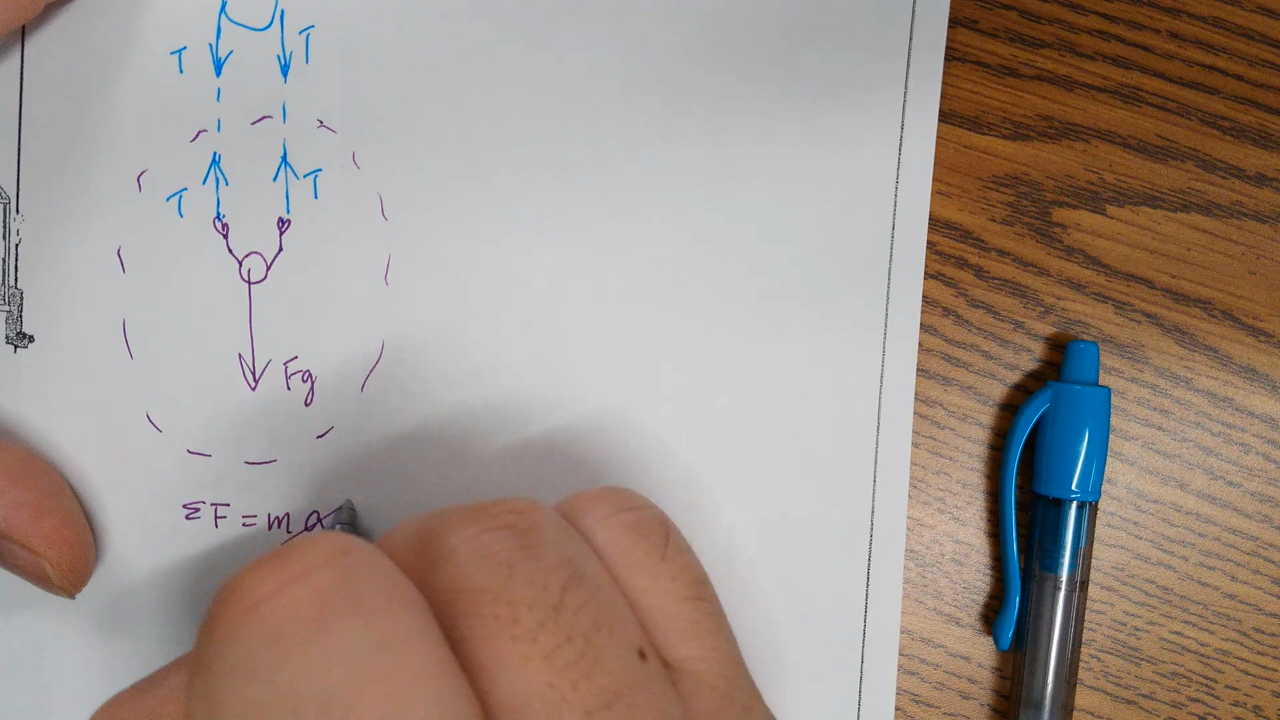 T T
T T
Fg
ΣF = ma